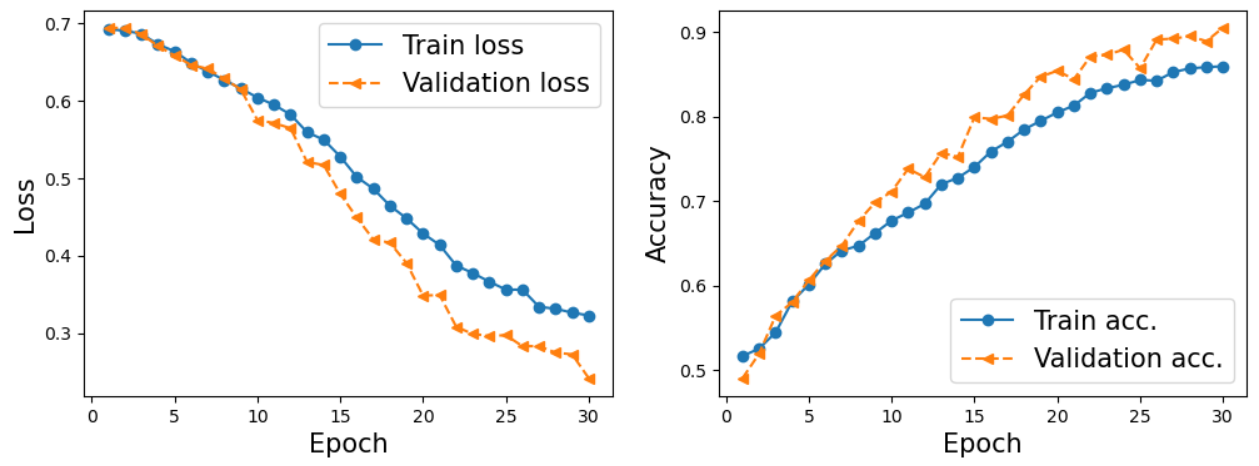 0.7
0.6
0.5
0.4
0.3
Loss
Train loss
Validation loss
0 5 10 15 20 25 30
Epoch
0.9
0.8
0.7
0.6
0.5
Accuracy
Train acc.
Validation acc.
0 5 10 15 20 25 30
Epoch